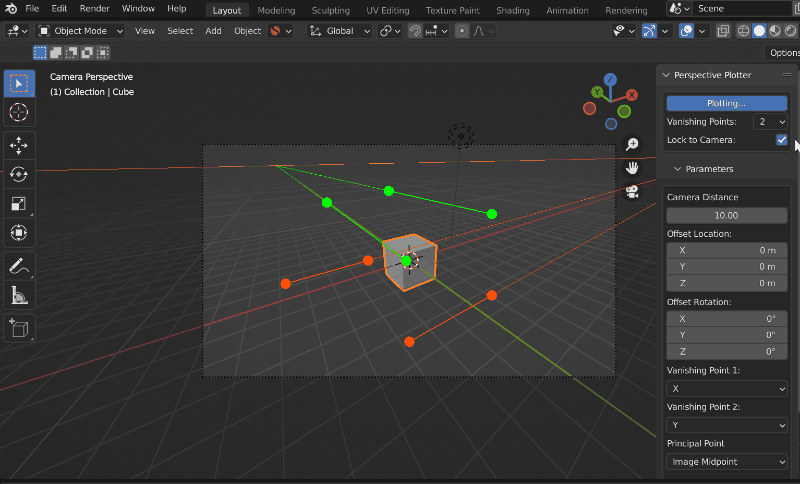 File Edit Render Window Help Layout Modeling Sculpting UV Editing Texture Paint Shading Animation Rendering Scene
Object Mode View Select Add Object Global
Options
Camera Perspective
(1) Collection | Cube
Z
Y
X
Perspective Plotter
Plotting...
Vanishing Points: 2
Lock to Camera:
Parameters
Camera Distance
10.00
Offset Location:
X 0 m
Y 0 m
Z 0 m
Offset Rotation:
X 0°
Y 0°
Z 0°
Vanishing Point 1:
X
Vanishing Point 2:
Y
Principal Point
Image Midpoint